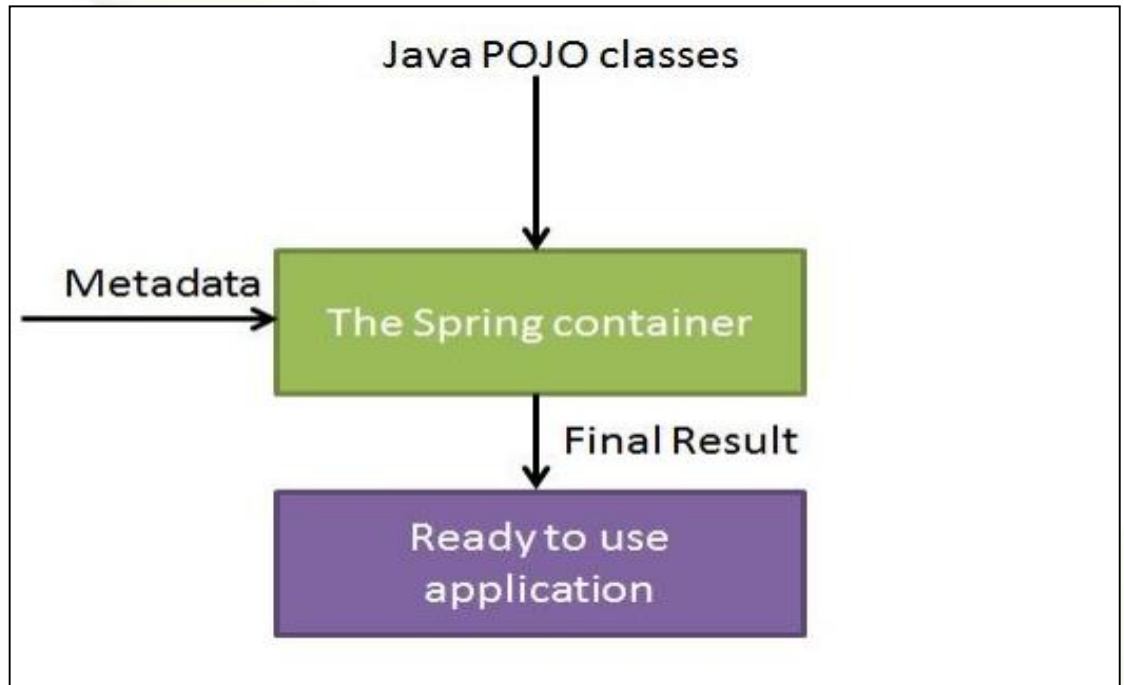 Java POJO classes
Metadata
The Spring container
Final Result
Ready to use
application